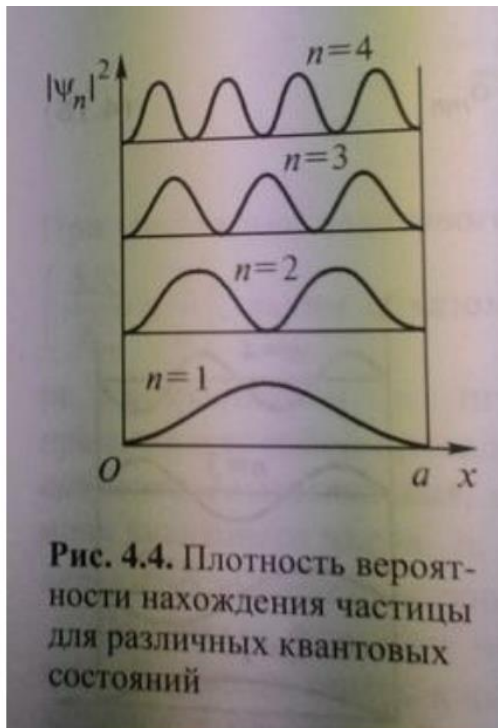 |ψₙ|²
n=4
n=3
n=2
n=1
O a x
Рис. 4.4. Плотность вероят-
ности нахождения частицы
для различных квантовых
состояний